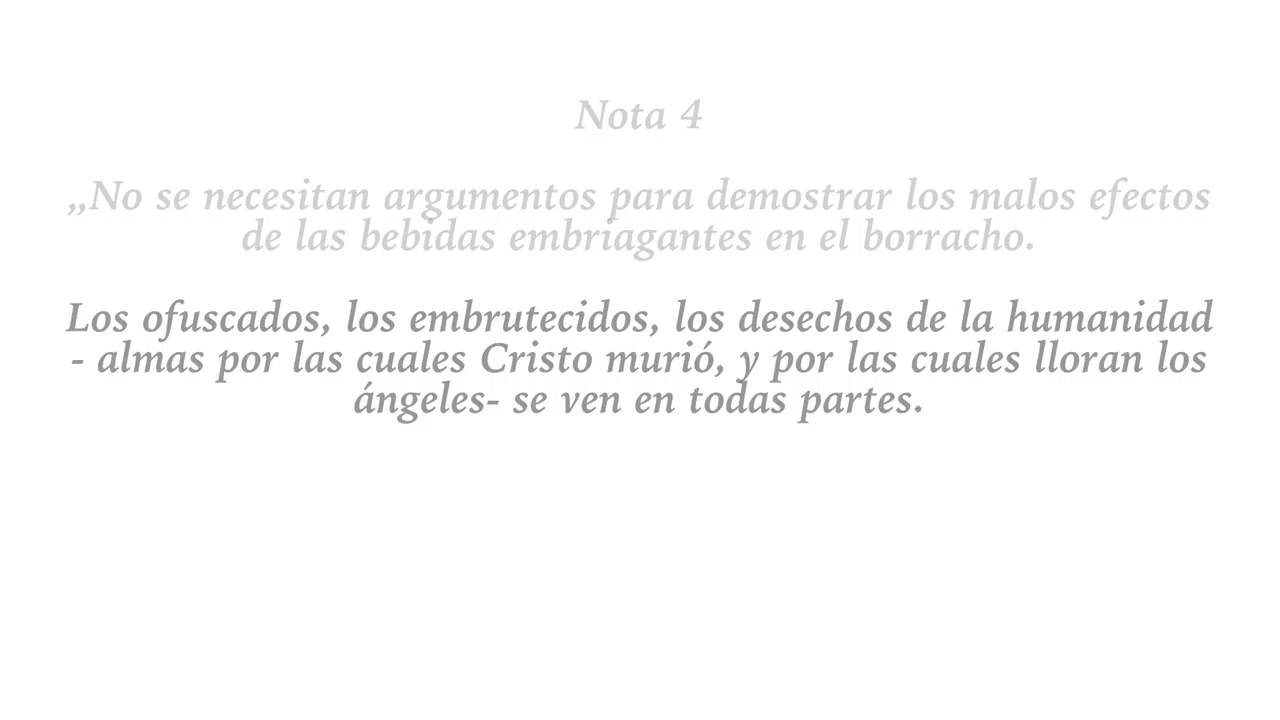 Nota 4
„No se necesitan argumentos para demostrar los malos efectos
de las bebidas embriagantes en el borracho.
Los ofuscados, los embrutecidos, los desechos de la humanidad
- almas por las cuales Cristo murió, y por las cuales lloran los
ángeles- se ven en todas partes.